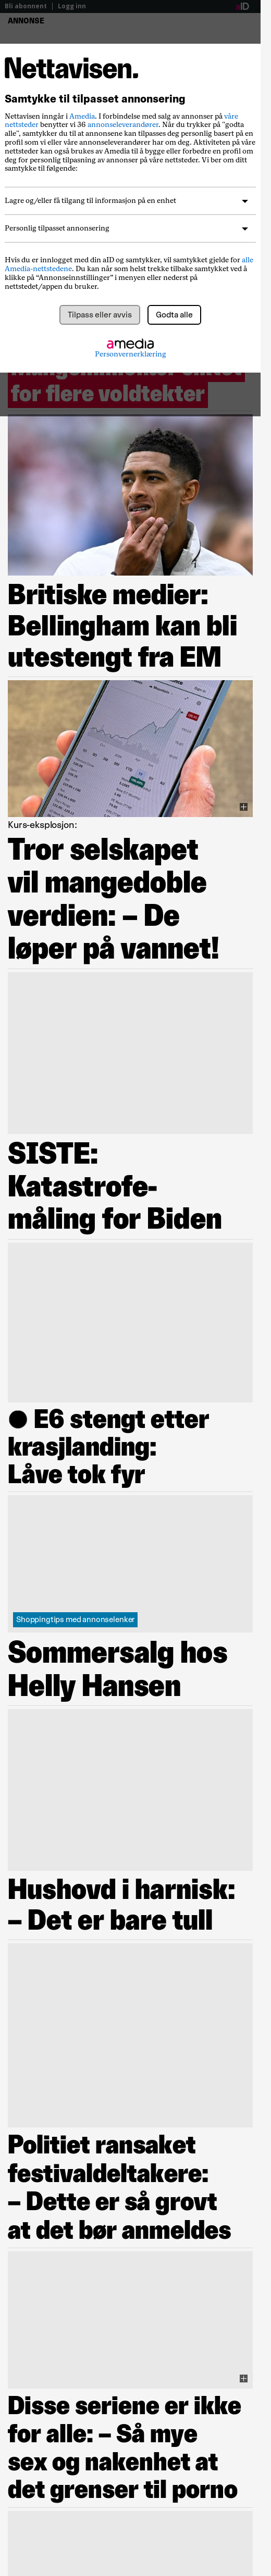 Bli abonnent | Logg inn
aID
ANNONSE
Nettavisen.
Samtykke til tilpasset annonsering
Nettavisen inngår i Amedia. I forbindelse med salg av annonser på våre
nettsteder benytter vi 36 annonseleverandører. Når du trykker på "godta
alle", samtykker du til at annonsene kan tilpasses deg personlig basert på en
profil som vi eller våre annonseleverandører har om deg. Aktiviteten på våre
nettsteder kan også brukes av Amedia til å bygge eller forbedre en profil om
deg for personlig tilpasning av annonser på våre nettsteder. Vi ber om ditt
samtykke til følgende:
Lagre og/eller få tilgang til informasjon på en enhet
Personlig tilpasset annonsering
Hvis du er innlogget med din aID og samtykker, vil samtykket gjelde for alle
Amedia-nettstedene. Du kan når som helst trekke tilbake samtykket ved å
klikke på “Annonseinnstillinger” i menyen eller nederst på
nettstedet/appen du bruker.
Tilpass eller avvis
Godta alle
amedia
Personvernerklæring
for flere voldtekter
Britiske medier:
Bellingham kan bli
utestengt fra EM
Kurs-eksplosjon:
Tror selskapet
vil mangedoble
verdien: – De
løper på vannet!
SISTE:
Katastrofe-
måling for Biden
● E6 stengt etter
krasjlanding:
Låve tok fyr
Shoppingtips med annonselenker
Sommersalg hos
Helly Hansen
Hushovd i harnisk:
– Det er bare tull
Politiet ransaket
festivaldeltakere:
– Dette er så grovt
at det bør anmeldes
Disse seriene er ikke
for alle: – Så mye
sex og nakenhet at
det grenser til porno